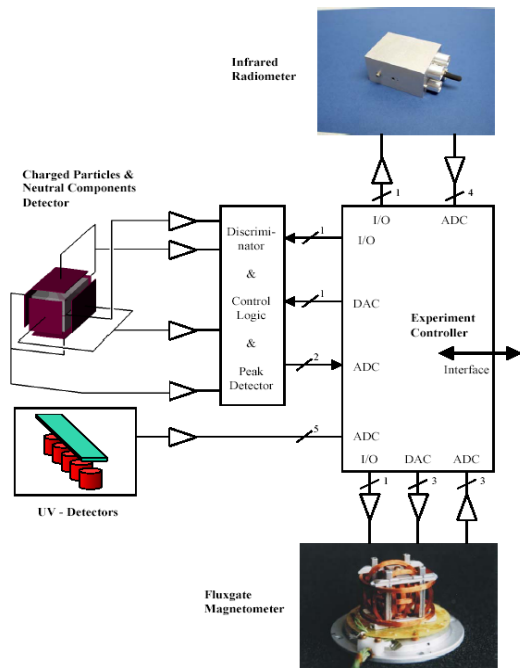 Infrared
Radiometer
1
4
I/O
ADC
Charged Particles &
Neutral Components
Detector
Discrimi-
nator
&
Control
Logic
&
Peak
Detector
1
I/O
1
DAC
2
ADC
Experiment
Controller
Interface
5
ADC
I/O
DAC
ADC
1
3
3
UV - Detectors
Fluxgate
Magnetometer